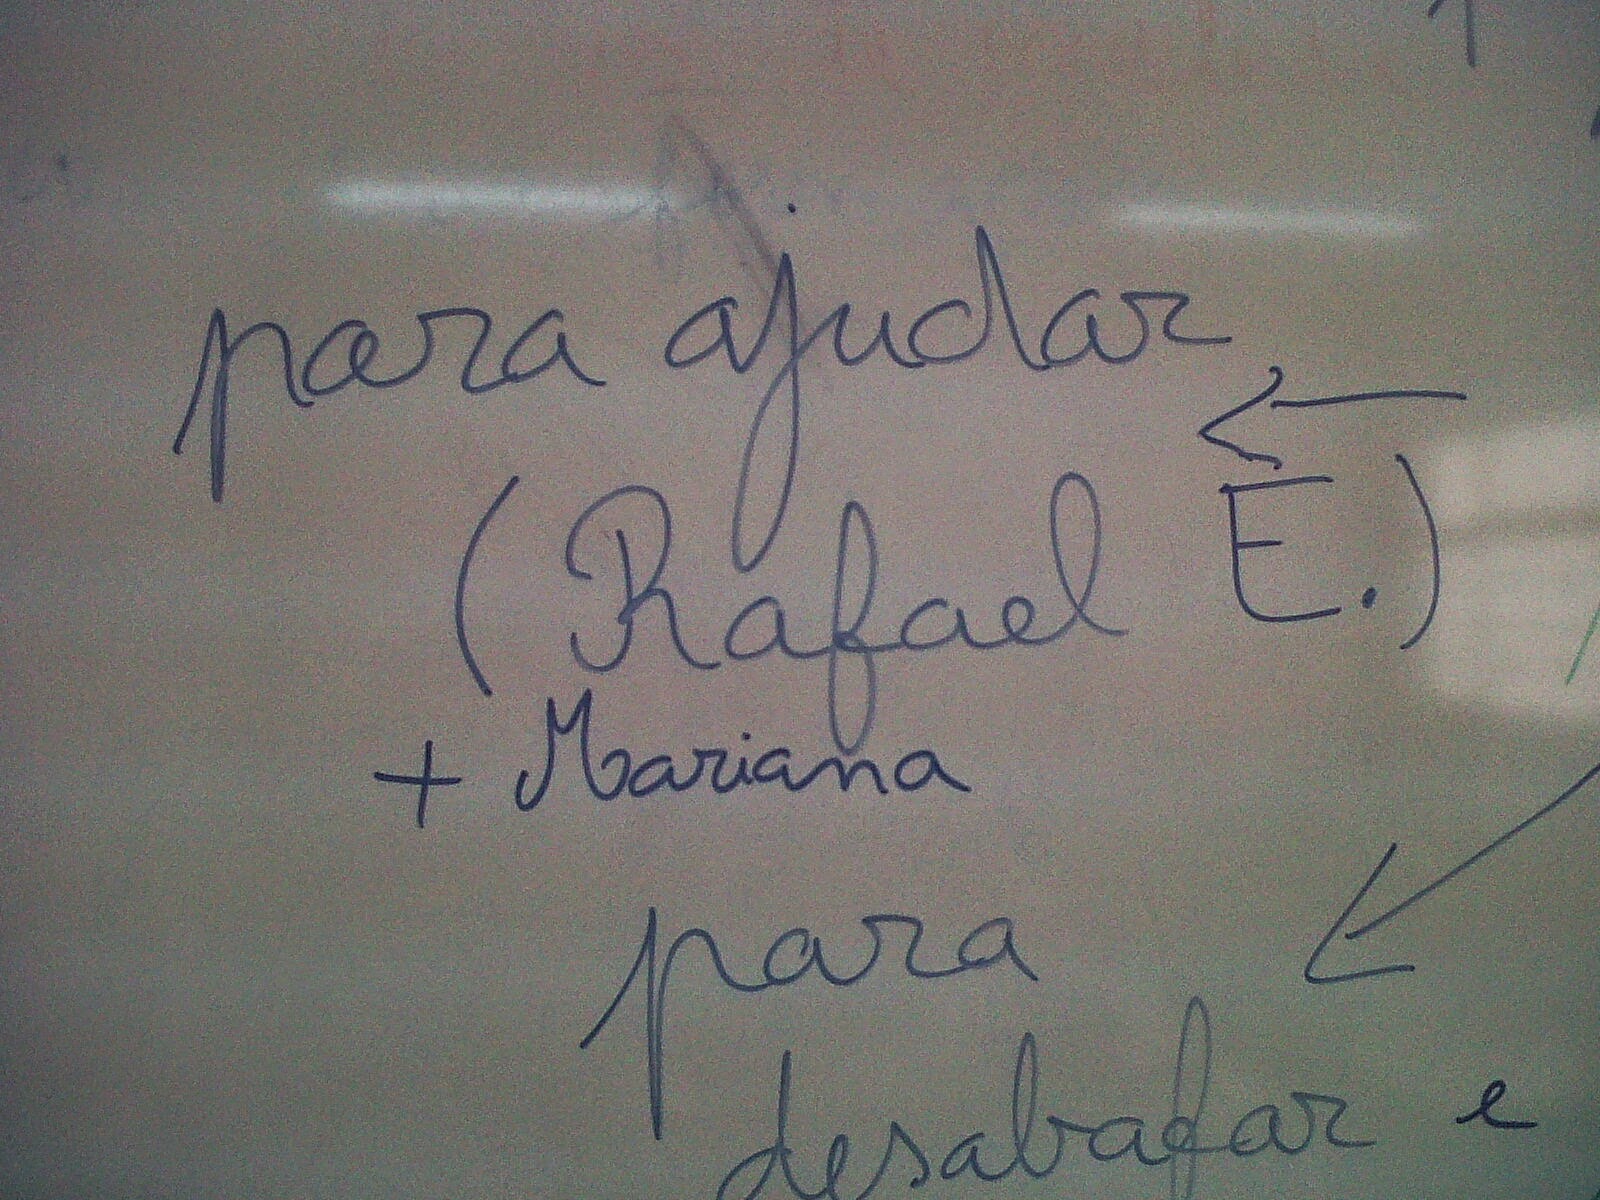 para ajudar
(Rafael E.)
+ Mariana
para
desabafar e